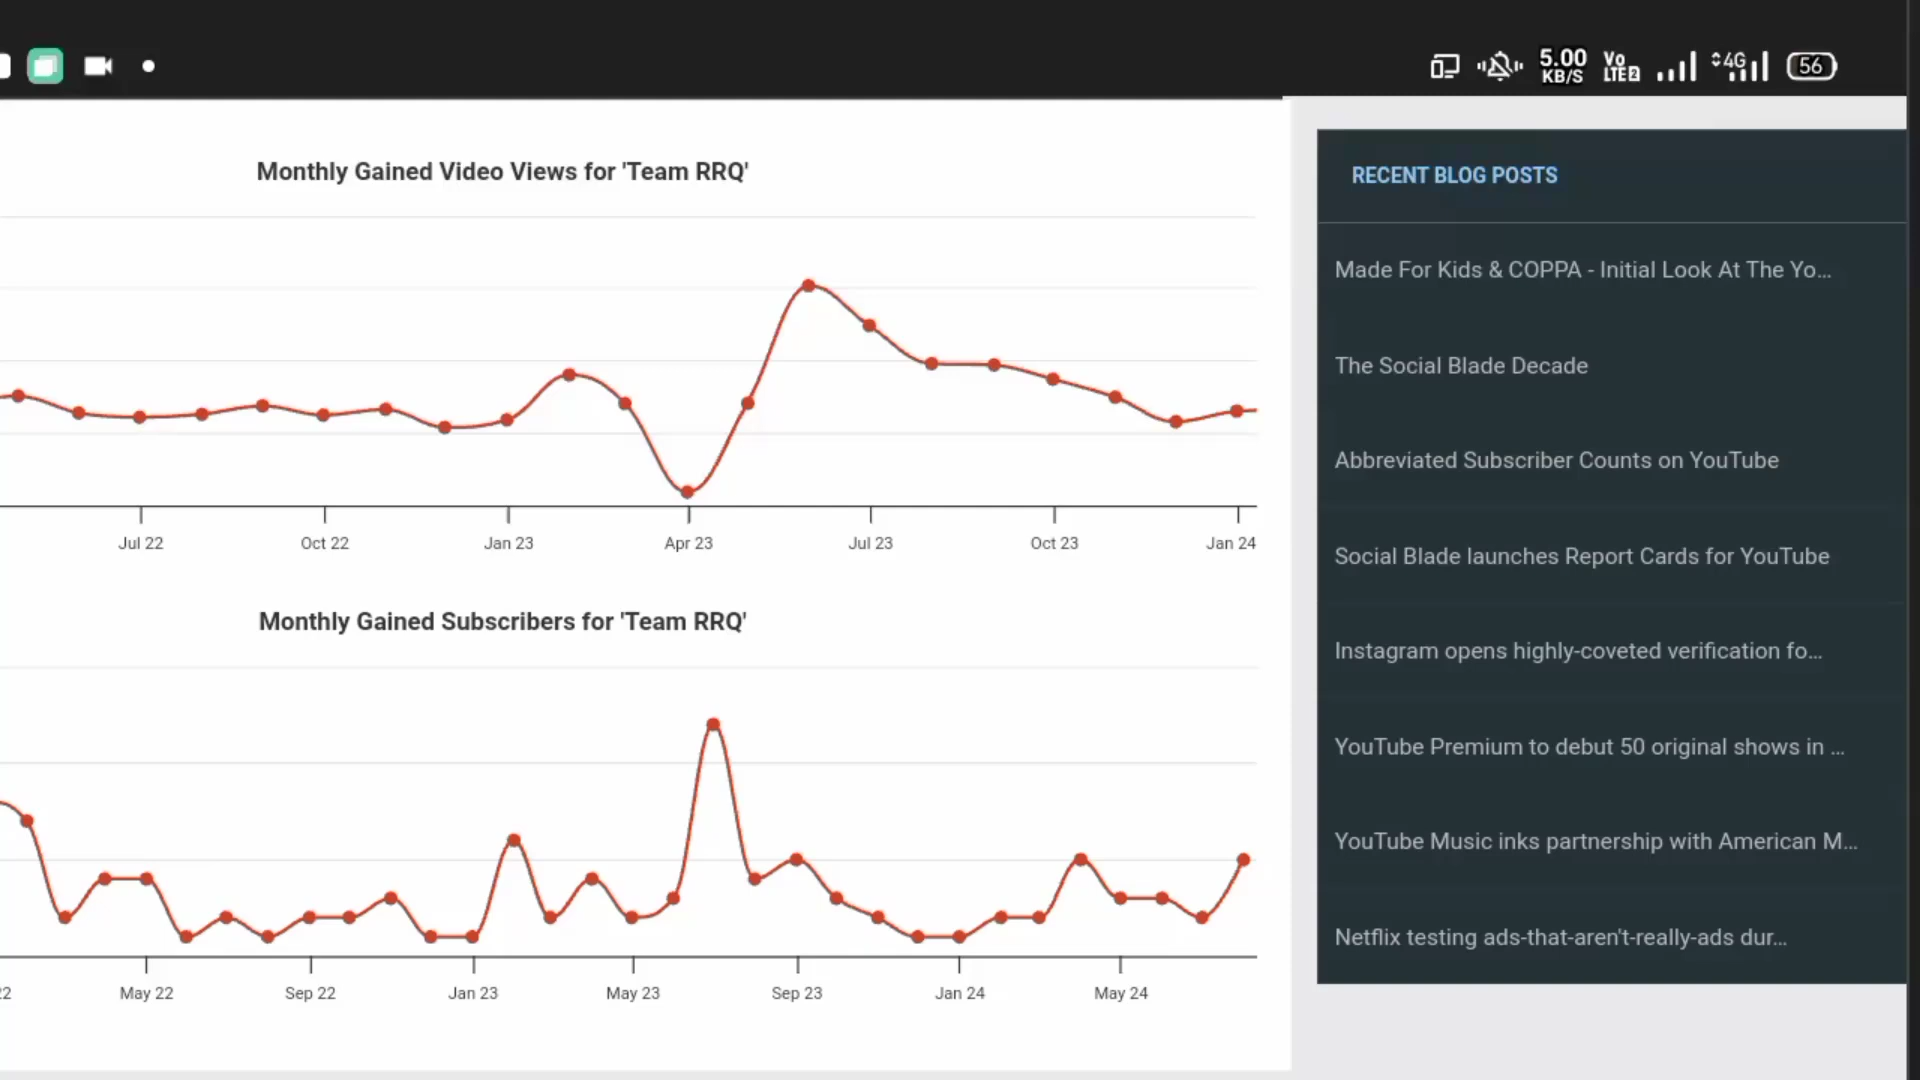 5.00
KB/S
Vo
LTE2
4G
56
Monthly Gained Video Views for 'Team RRQ'
Jul 22
Oct 22
Jan 23
Apr 23
Jul 23
Oct 23
Jan 24
Monthly Gained Subscribers for 'Team RRQ'
22
May 22
Sep 22
Jan 23
May 23
Sep 23
Jan 24
May 24
RECENT BLOG POSTS
Made For Kids & COPPA - Initial Look At The Yo...
The Social Blade Decade
Abbreviated Subscriber Counts on YouTube
Social Blade launches Report Cards for YouTube
Instagram opens highly-coveted verification fo...
YouTube Premium to debut 50 original shows in ...
YouTube Music inks partnership with American M...
Netflix testing ads-that-aren't-really-ads dur...